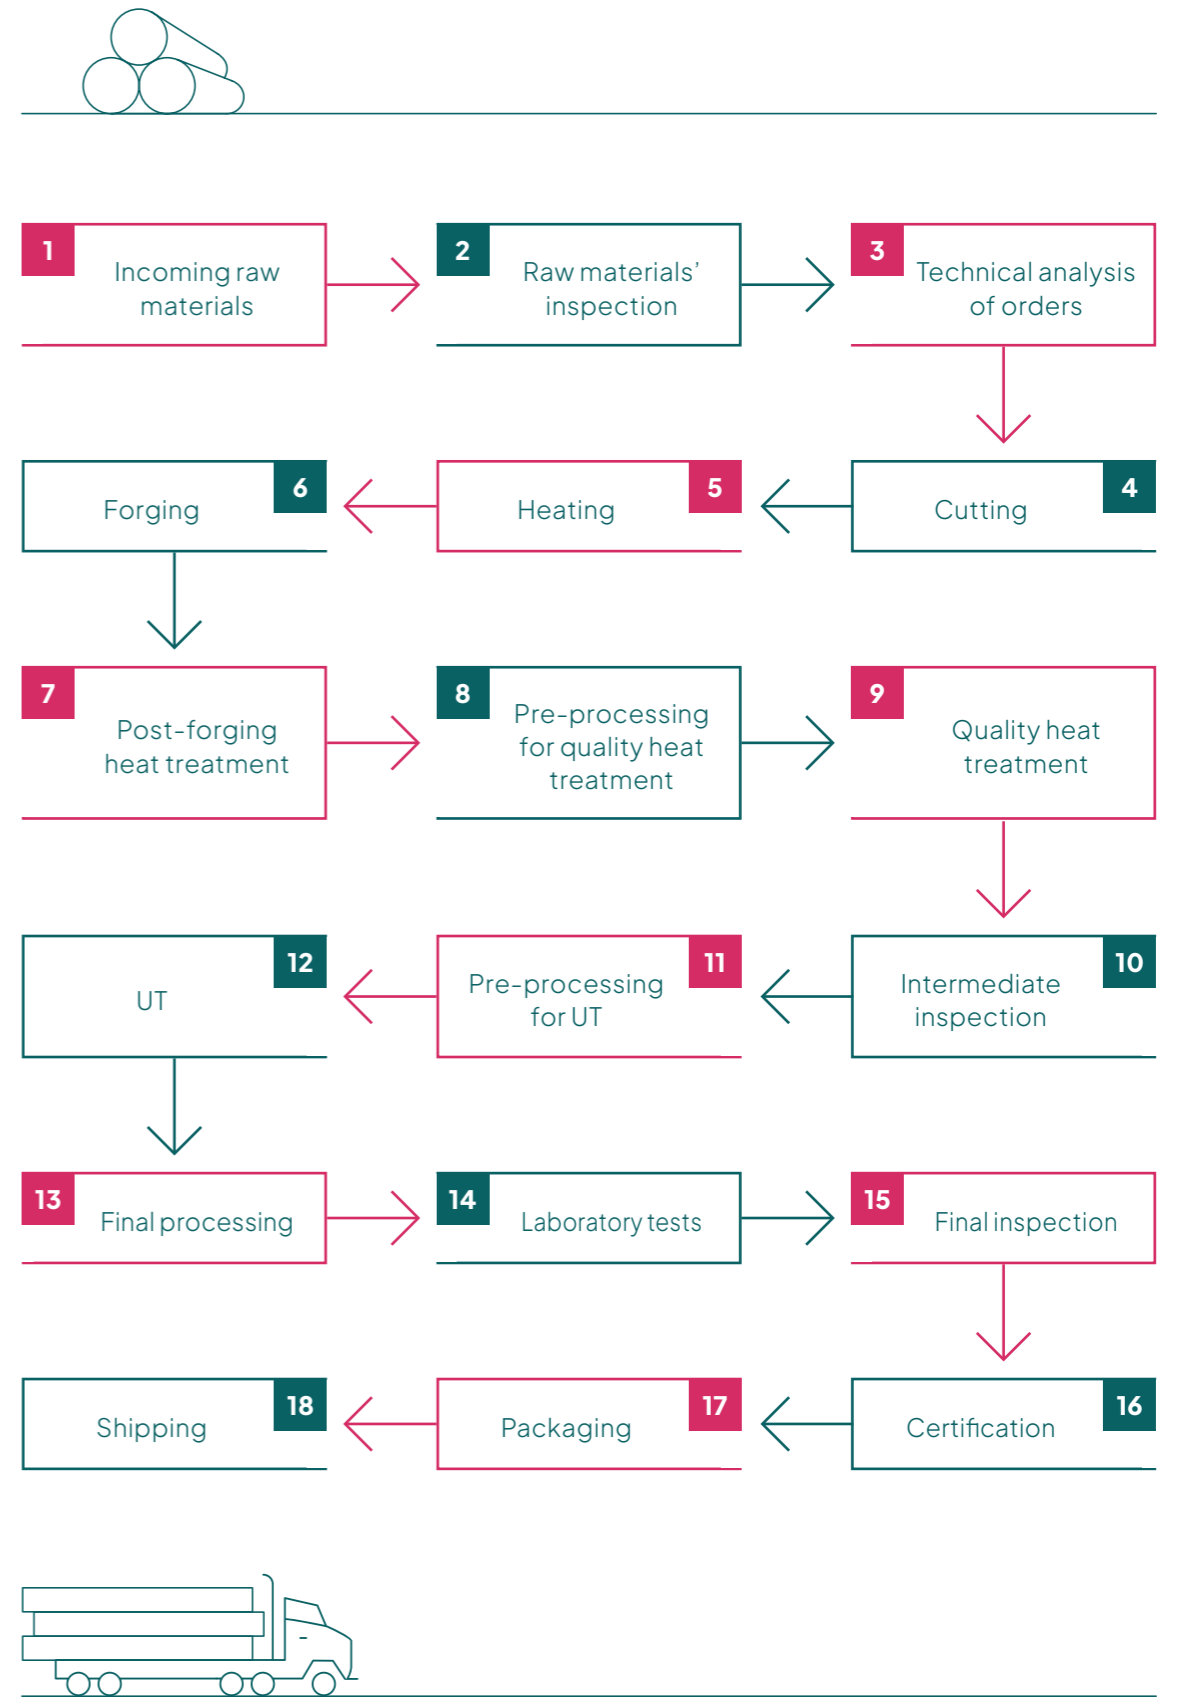 1
Incoming raw
materials
2
Raw materials’
inspection
3
Technical analysis
of orders
4
Cutting
5
Heating
6
Forging
7
Post-forging
heat treatment
8
Pre-processing
for quality heat
treatment
9
Quality heat
treatment
10
Intermediate
inspection
11
Pre-processing
for UT
12
UT
13
Final processing
14
Laboratory tests
15
Final inspection
16
Certification
17
Packaging
18
Shipping